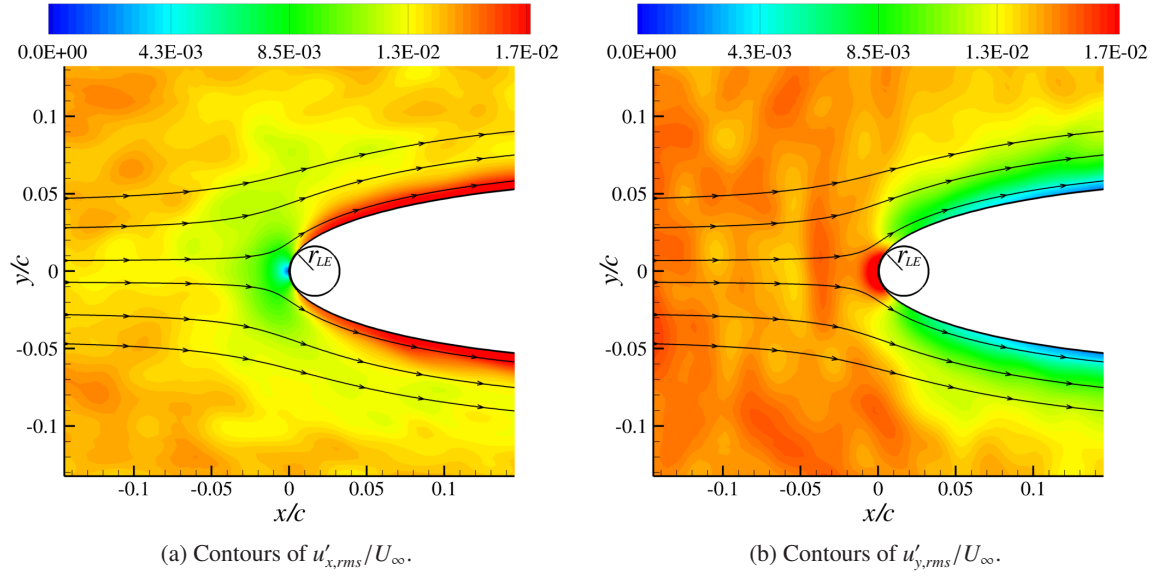 0.0E+00 4.3E-03 8.5E-03 1.3E-02 1.7E-02
0.1
0.05
0
-0.05
-0.1
y/c
r_LE
-0.1 -0.05 0 0.05 0.1
x/c
(a) Contours of u′_{x,rms}/U_∞.
0.0E+00 4.3E-03 8.5E-03 1.3E-02 1.7E-02
0.1
0.05
0
-0.05
-0.1
y/c
r_LE
-0.1 -0.05 0 0.05 0.1
x/c
(b) Contours of u′_{y,rms}/U_∞.